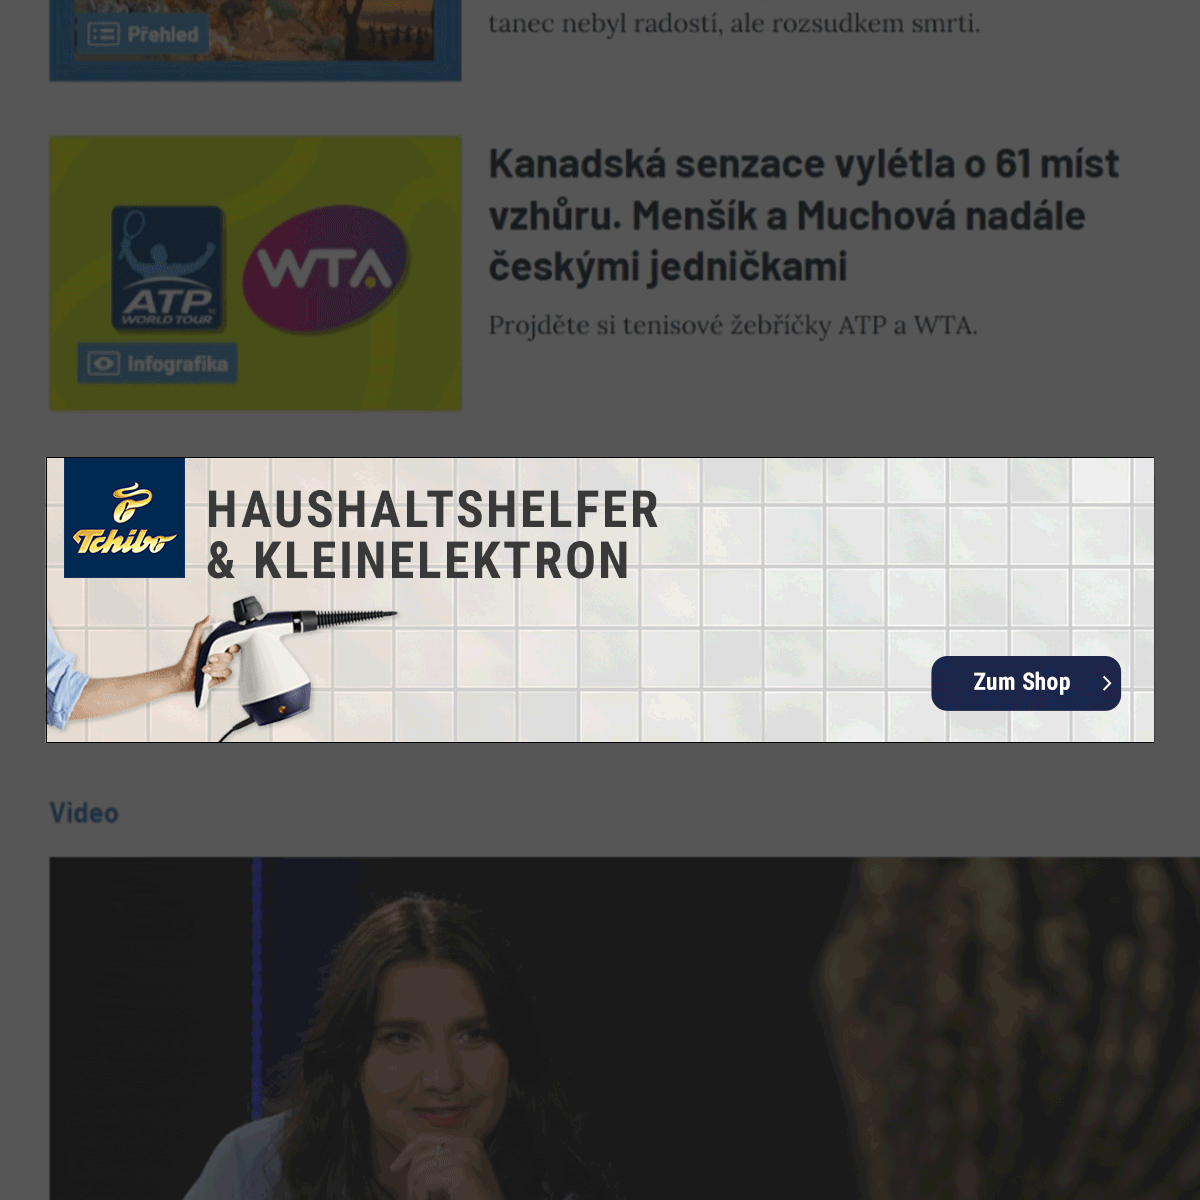 Přehled
tanec nebyl radostí, ale rozsudkem smrti.
ATP
WORLD TOUR
WTA
Infografika
Kanadská senzace vylétla o 61 míst
vzhůru. Menšík a Muchová nadále
českými jedničkami
Projděte si tenisové žebříčky ATP a WTA.
Tchibo
HAUSHALTSHELFER
& KLEINELEKTRON
Zum Shop
Video